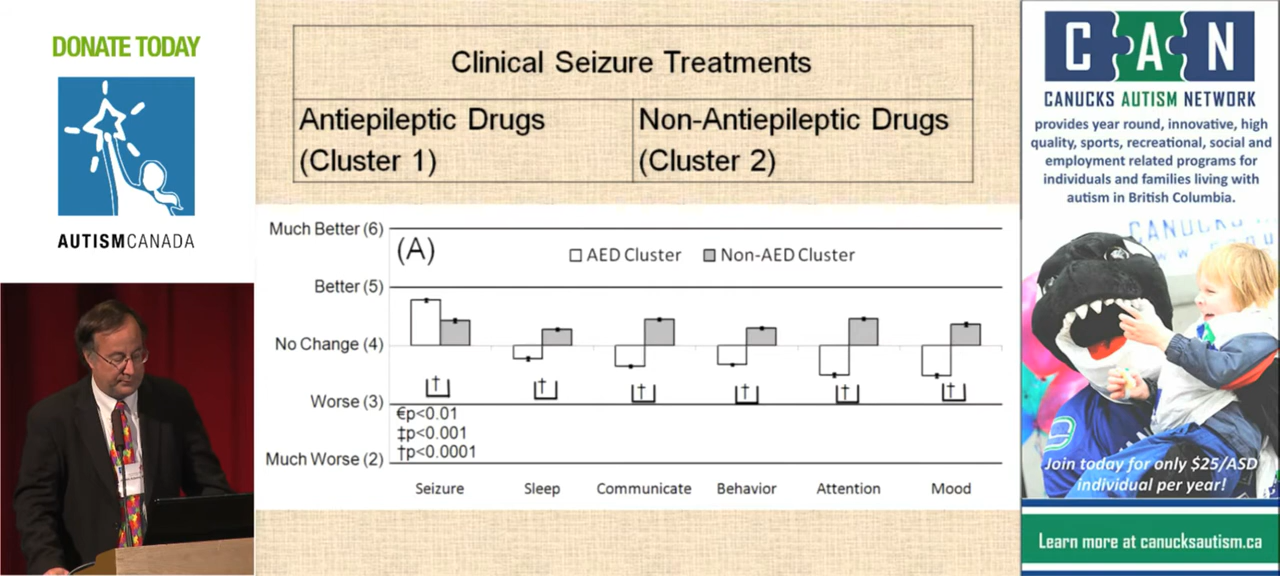 DONATE TODAY
AUTISMCANADA
Clinical Seizure Treatments
Antiepileptic Drugs
(Cluster 1)
Non-Antiepileptic Drugs
(Cluster 2)
(A)
AED Cluster
Non-AED Cluster
Much Better (6)
Better (5)
No Change (4)
Worse (3)
Much Worse (2)
† † † † † †
€p<0.01
‡p<0.001
†p<0.0001
Seizure Sleep Communicate Behavior Attention Mood
CAN
CANUCKS AUTISM NETWORK
provides year round, innovative, high
quality, sports, recreational, social and
employment related programs for
individuals and families living with
autism in British Columbia.
Join today for only $25/ASD
individual per year!
Learn more at canucksautism.ca